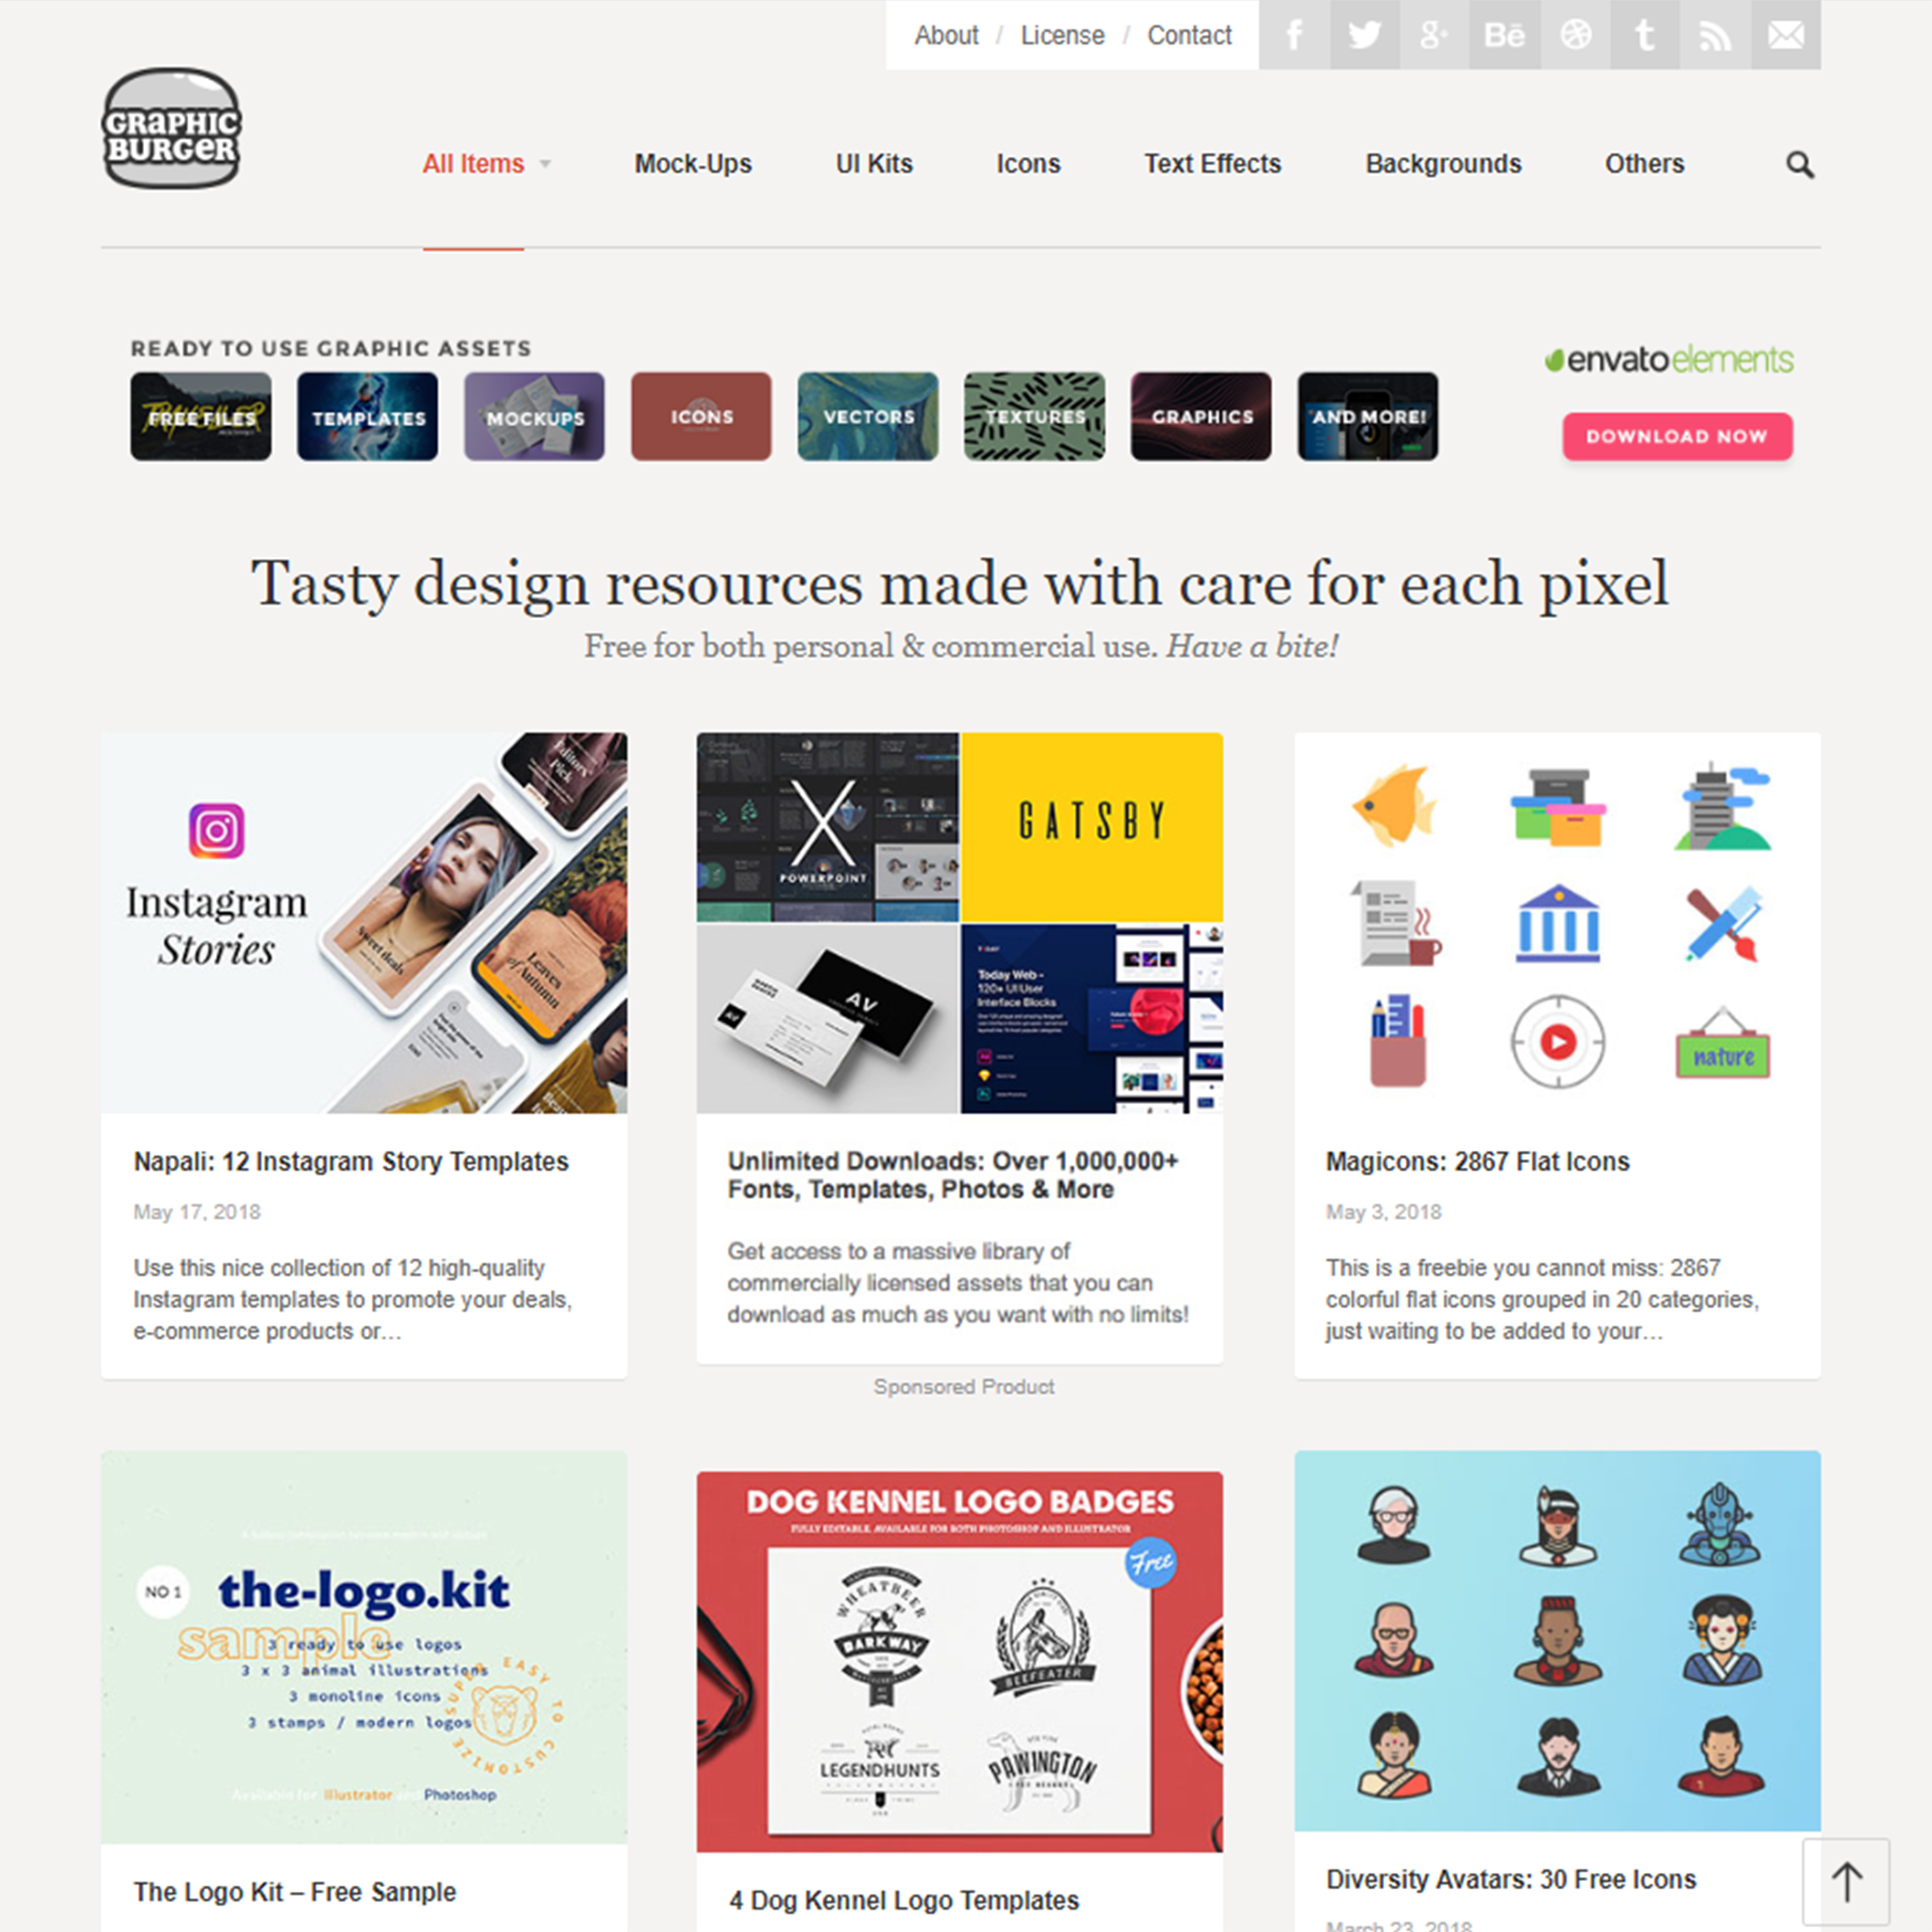 About / License / Contact
GRAPHIC
BURGER
All Items
Mock-Ups
UI Kits
Icons
Text Effects
Backgrounds
Others
READY TO USE GRAPHIC ASSETS
FREE FILES
TEMPLATES
MOCKUPS
ICONS
VECTORS
TEXTURES
GRAPHICS
AND MORE!
envato elements
DOWNLOAD NOW
Tasty design resources made with care for each pixel
Free for both personal & commercial use. Have a bite!
Instagram
Stories
Editors'
Pick
Sweet deals
Leaves
of Autumn
X
POWERPOINT
GATSBY
AV
Today Web -
120+ UI User
Interface Blocks
nature
Napali: 12 Instagram Story Templates
May 17, 2018
Use this nice collection of 12 high-quality
Instagram templates to promote your deals,
e-commerce products or...
Unlimited Downloads: Over 1,000,000+
Fonts, Templates, Photos & More
Get access to a massive library of
commercially licensed assets that you can
download as much as you want with no limits!
Sponsored Product
Magicons: 2867 Flat Icons
May 3, 2018
This is a freebie you cannot miss: 2867
colorful flat icons grouped in 20 categories,
just waiting to be added to your...
NO 1
the-logo.kit
sample
3 ready to use logos
3 x 3 animal illustrations
3 monoline icons
3 stamps / modern logos
SUPER EASY TO CUSTOMIZE
Available for Illustrator and Photoshop
The Logo Kit – Free Sample
DOG KENNEL LOGO BADGES
FULLY EDITABLE, AVAILABLE FOR BOTH PHOTOSHOP AND ILLUSTRATOR
Free
WHEATBEER
BARKWAY
BEEFEATER
LEGENDHUNTS
PAWINGTON
4 Dog Kennel Logo Templates
Diversity Avatars: 30 Free Icons
March 23, 2018